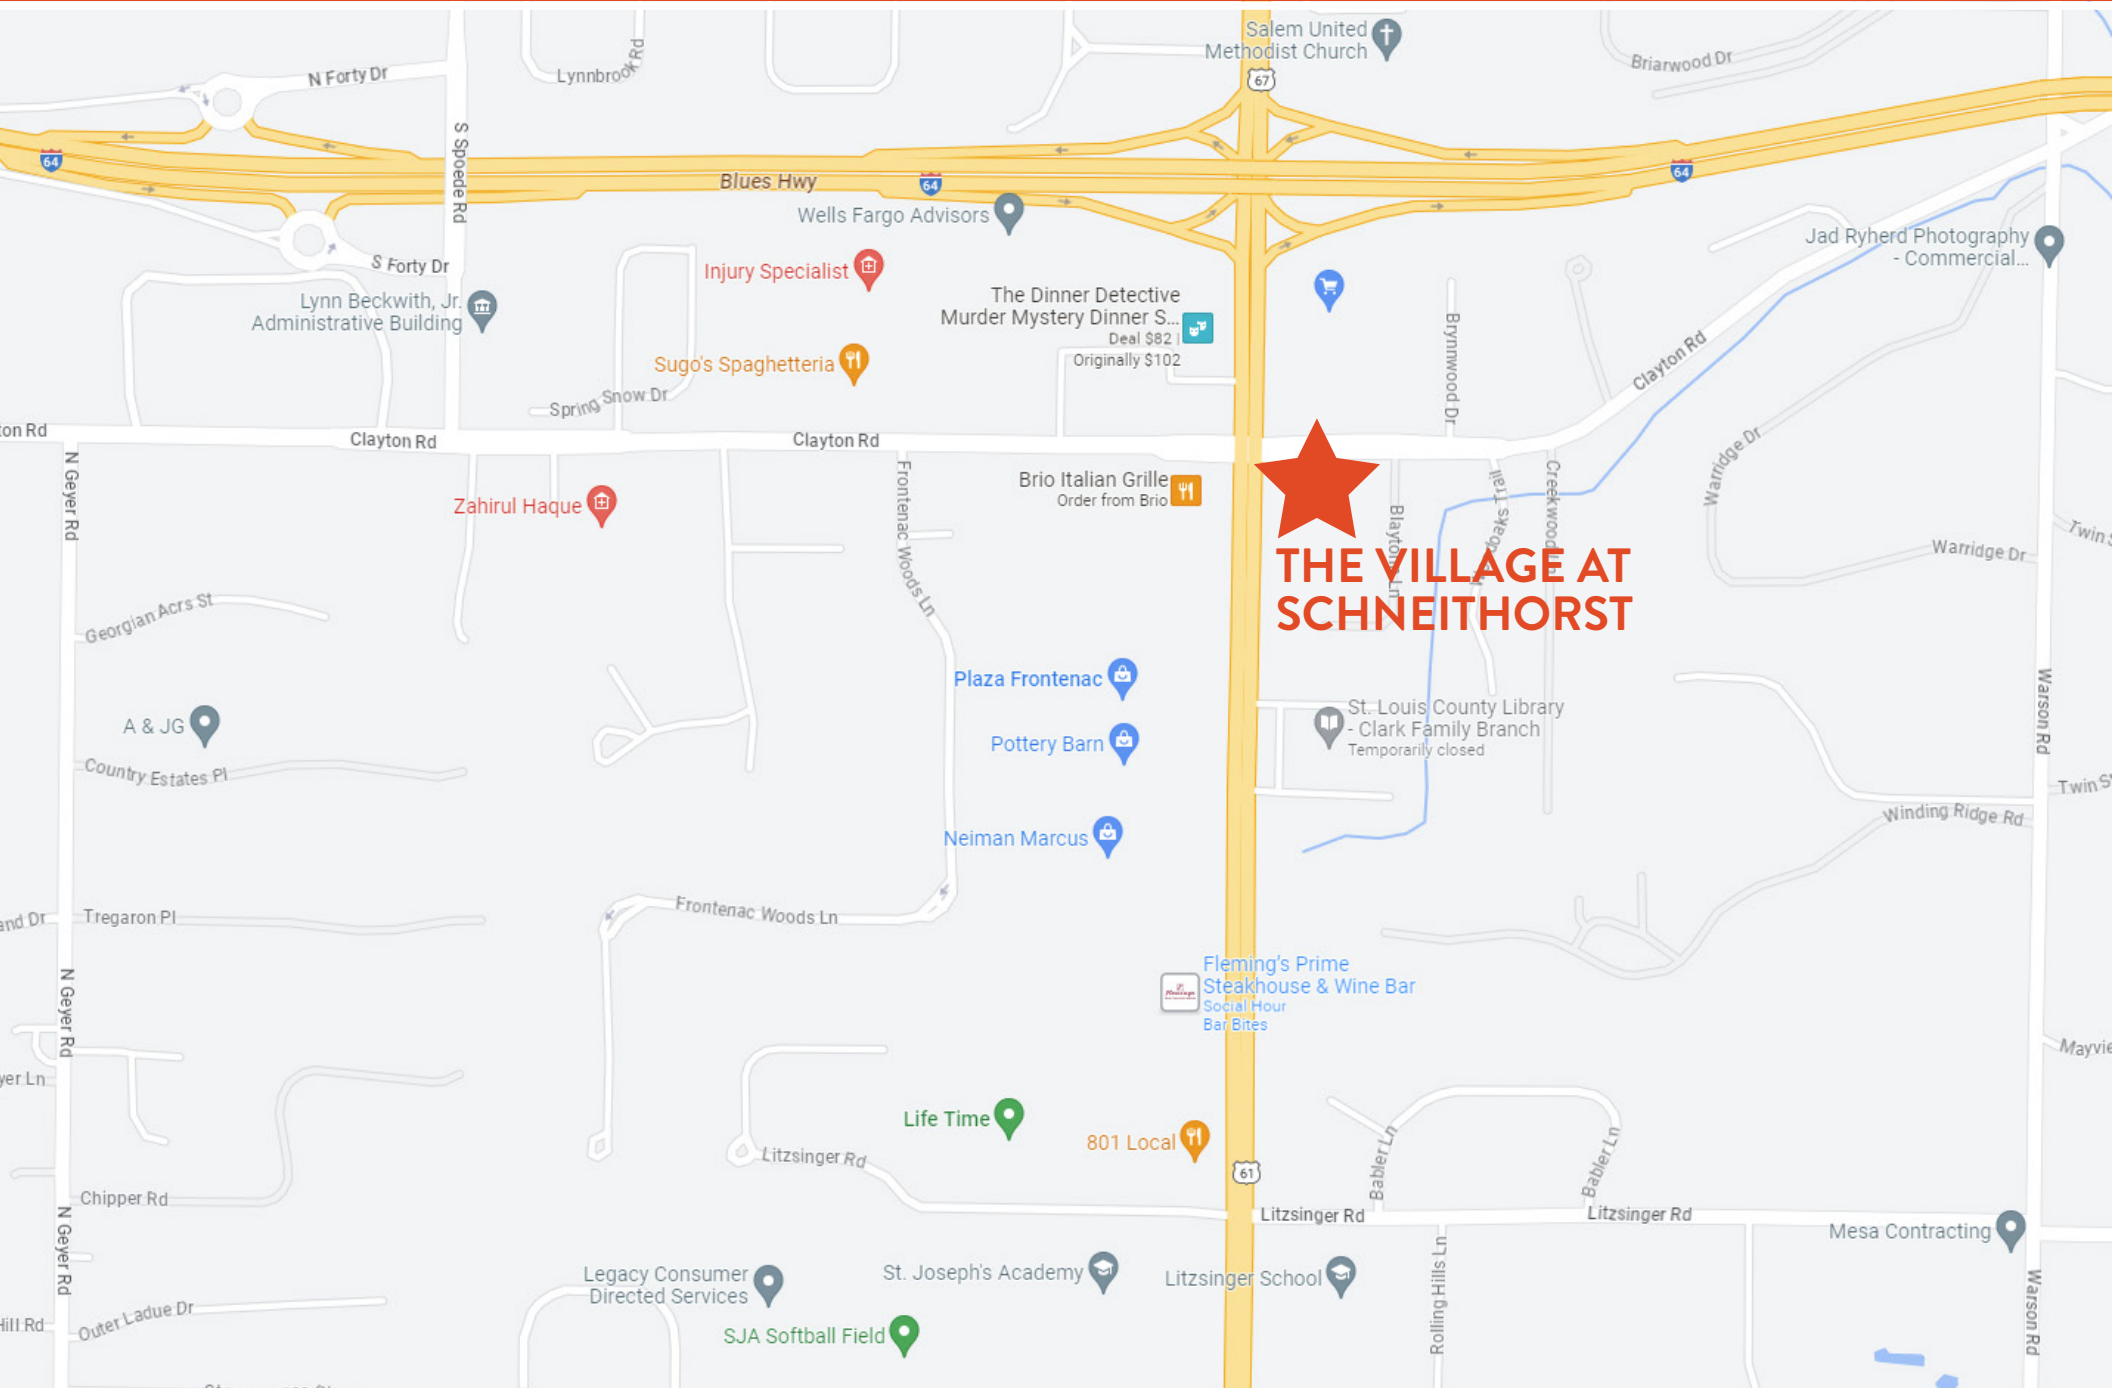 Salem United
Methodist Church
67
Briarwood Dr
N Forty Dr
Lynnbrook Rd
S Spoede Rd
64
Blues Hwy
64
64
Wells Fargo Advisors
Jad Ryherd Photography
- Commercial...
S Forty Dr
Injury Specialist
Lynn Beckwith, Jr.
Administrative Building
The Dinner Detective
Murder Mystery Dinner S...
Deal $82 |
Originally $102
Sugo's Spaghetteria
Spring Snow Dr
Brynnwood Dr
Clayton Rd
ton Rd
Clayton Rd
Clayton Rd
N Geyer Rd
Zahirul Haque
Frontenac Woods Ln
Brio Italian Grille
Order from Brio
Blayton Ln
Trail
Creekwood Ln
Warridge Dr
Warridge Dr
Twin S
THE VILLAGE AT
SCHNEITHORST
Georgian Acrs St
Plaza Frontenac
Pottery Barn
Neiman Marcus
St. Louis County Library
- Clark Family Branch
Temporarily closed
Warson Rd
A & JG
Country Estates Pl
Twin S
Winding Ridge Rd
and Dr
Tregaron Pl
Frontenac Woods Ln
Fleming's Prime
Steakhouse & Wine Bar
Social Hour
Bar Bites
N Geyer Rd
Mayvie
yer Ln
Life Time
801 Local
Litzsinger Rd
61
Babler Ln
Babler Ln
Chipper Rd
Litzsinger Rd
Litzsinger Rd
Mesa Contracting
N Geyer Rd
Legacy Consumer
Directed Services
St. Joseph's Academy
Litzsinger School
Rolling Hills Ln
Warson Rd
Hill Rd
Outer Ladue Dr
SJA Softball Field